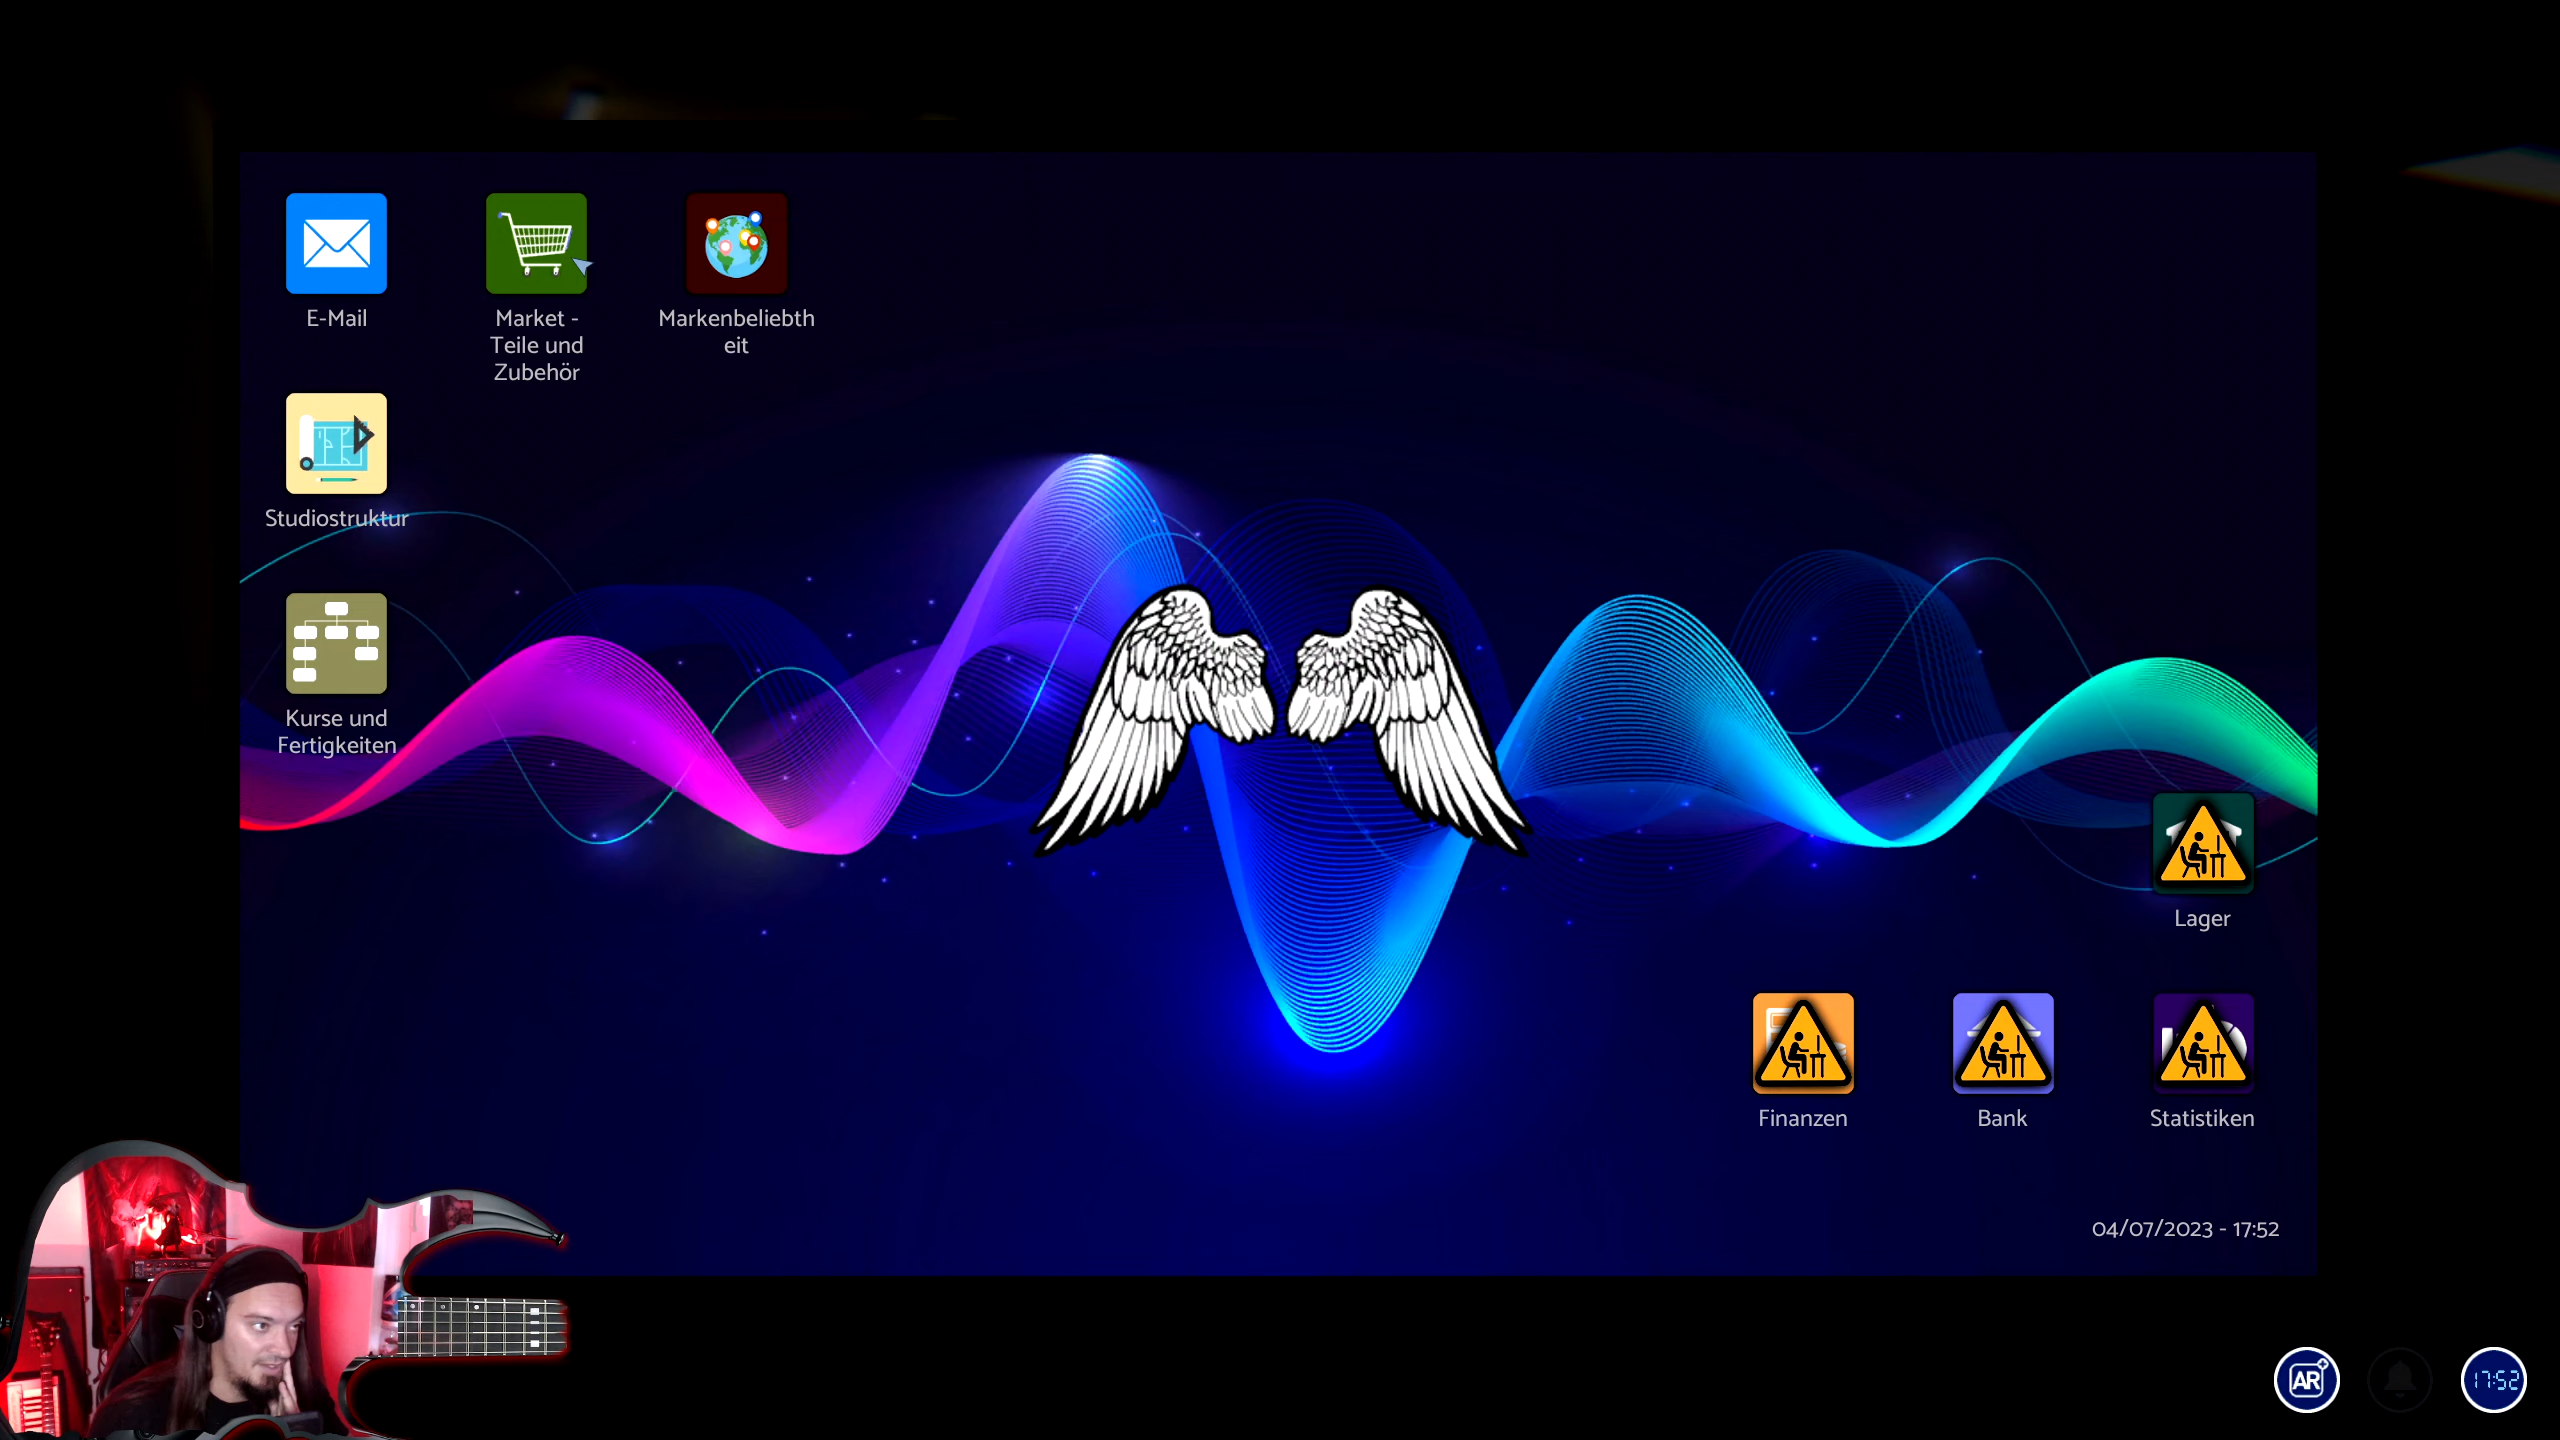 E-Mail
Market -
Teile und
Zubehör
Markenbeliebth
eit
Studiostruktur
Kurse und
Fertigkeiten
Lager
Finanzen
Bank
Statistiken
04/07/2023 - 17:52
AR
17:52